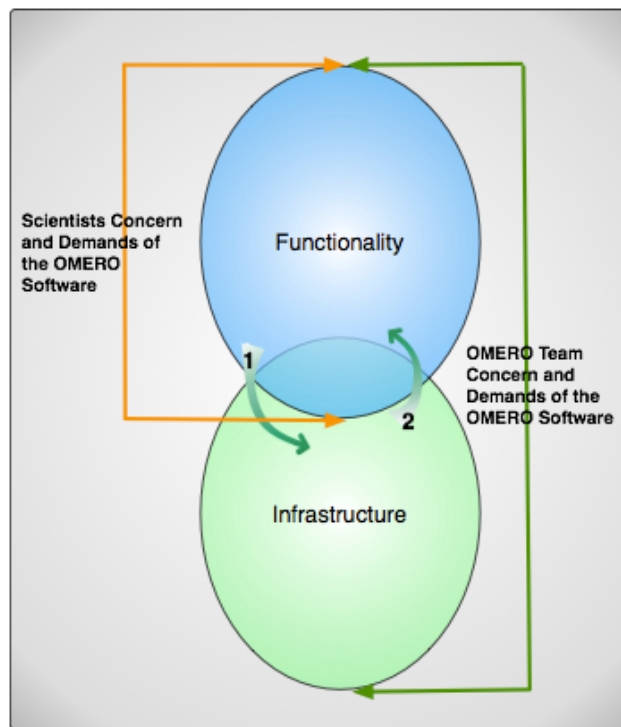 Functionality
Scientists Concern
and Demands of
the OMERO
Software
1
OMERO Team
Concern and
Demands of the
OMERO Software
2
Infrastructure